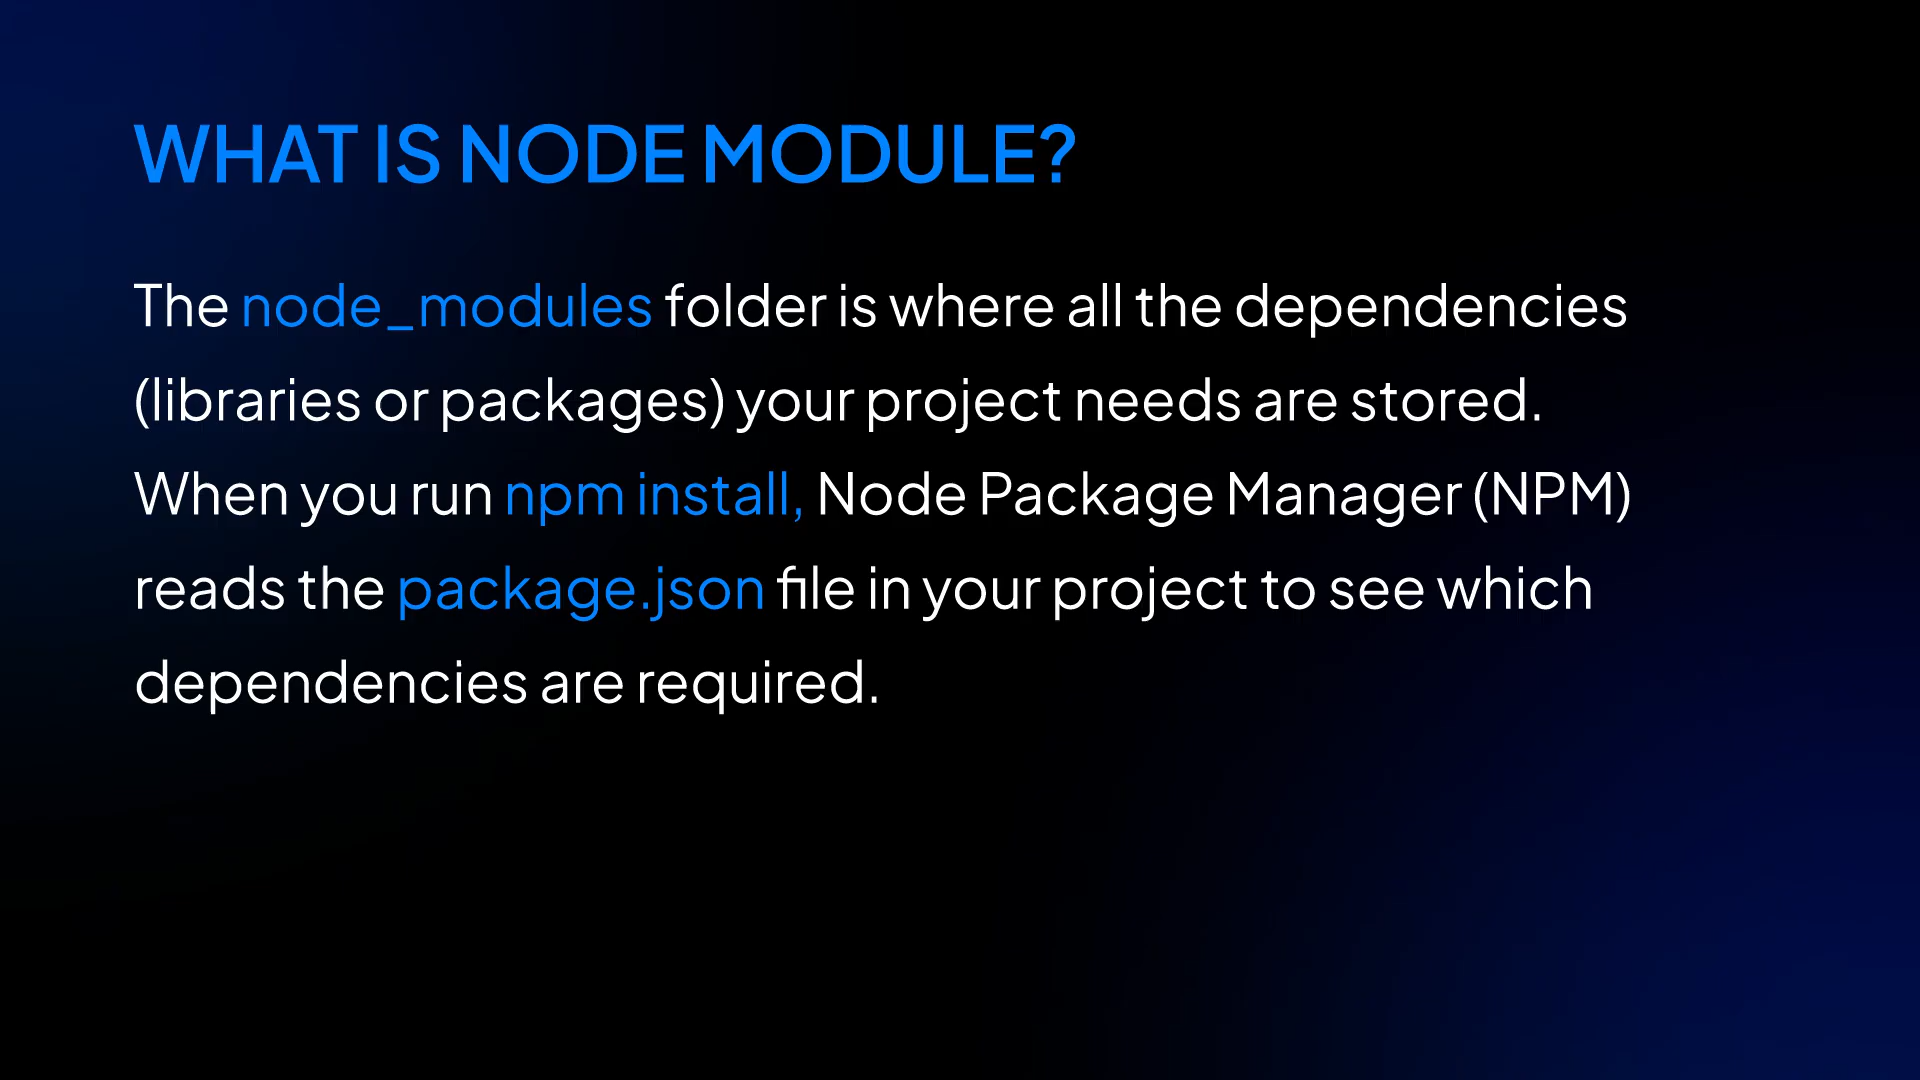 WHAT IS NODE MODULE?
The node_modules folder is where all the dependencies
(libraries or packages) your project needs are stored.
When you run npm install, Node Package Manager (NPM)
reads the package.json file in your project to see which
dependencies are required.